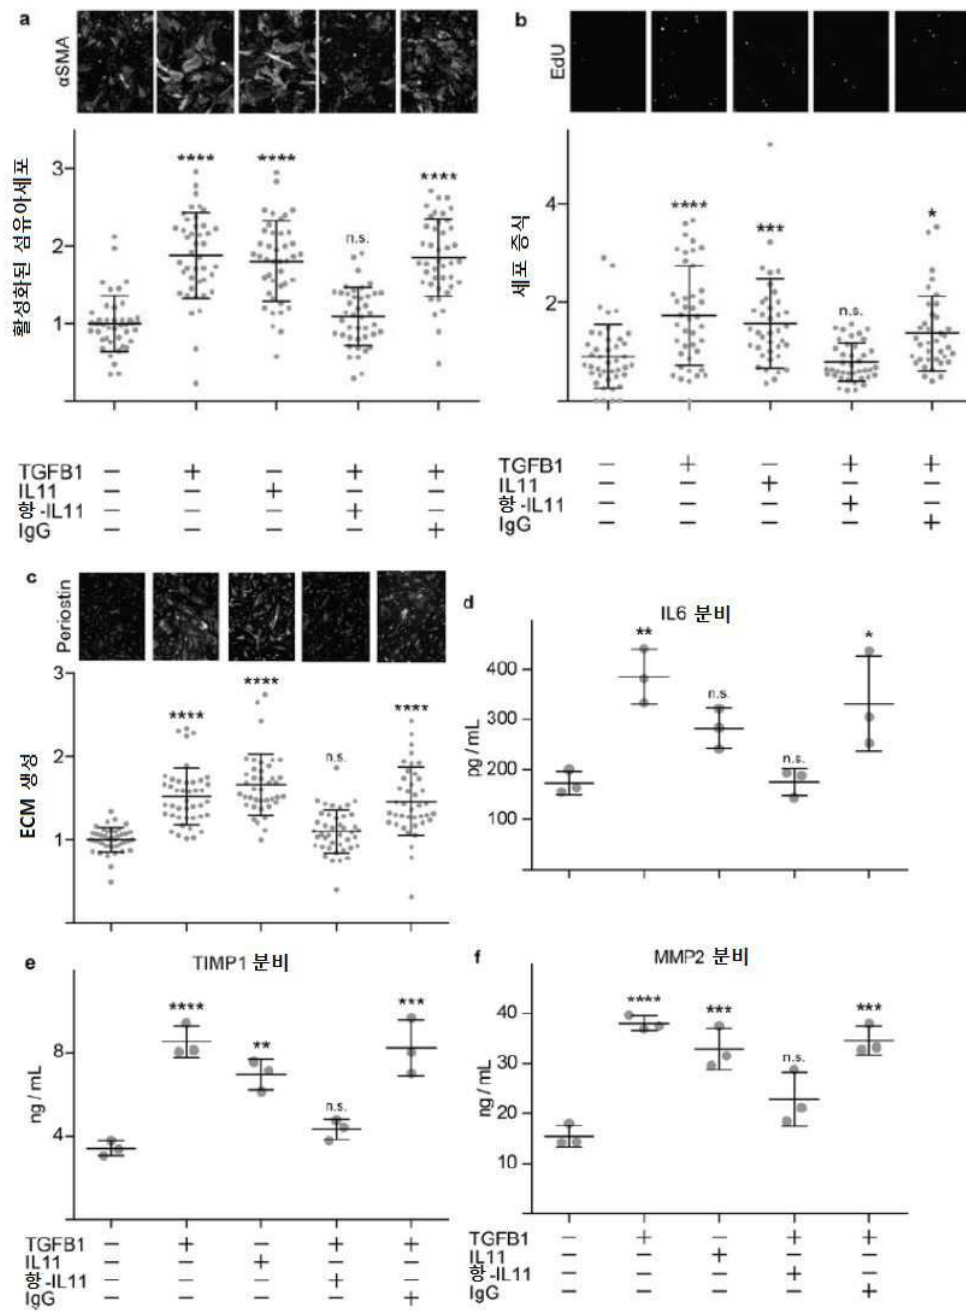 a
αSMA
**** **** n.s. ****
활성화된 섬유아세포
3
2
1
TGFB1 – + – + +
IL11 – – + – –
항-IL11 – – – + –
IgG – – – – +
b
EdU
**** *** n.s. *
세포 증식
4
2
TGFB1 – + – + +
IL11 – – + – –
항-IL11 – – – + –
IgG – – – – +
c
Periostin
**** **** n.s. ****
ECM 생성
3
2
1
d
IL6 분비
** n.s. n.s. *
pg/mL
400
300
200
100
e
TIMP1 분비
**** ** n.s. ***
ng/mL
8
4
TGFB1 – + – + +
IL11 – – + – –
항-IL11 – – – + –
IgG – – – – +
f
MMP2 분비
**** *** n.s. ***
ng/mL
40
30
20
10
TGFB1 – + – + +
IL11 – – + – –
항-IL11 – – – + –
IgG – – – – +